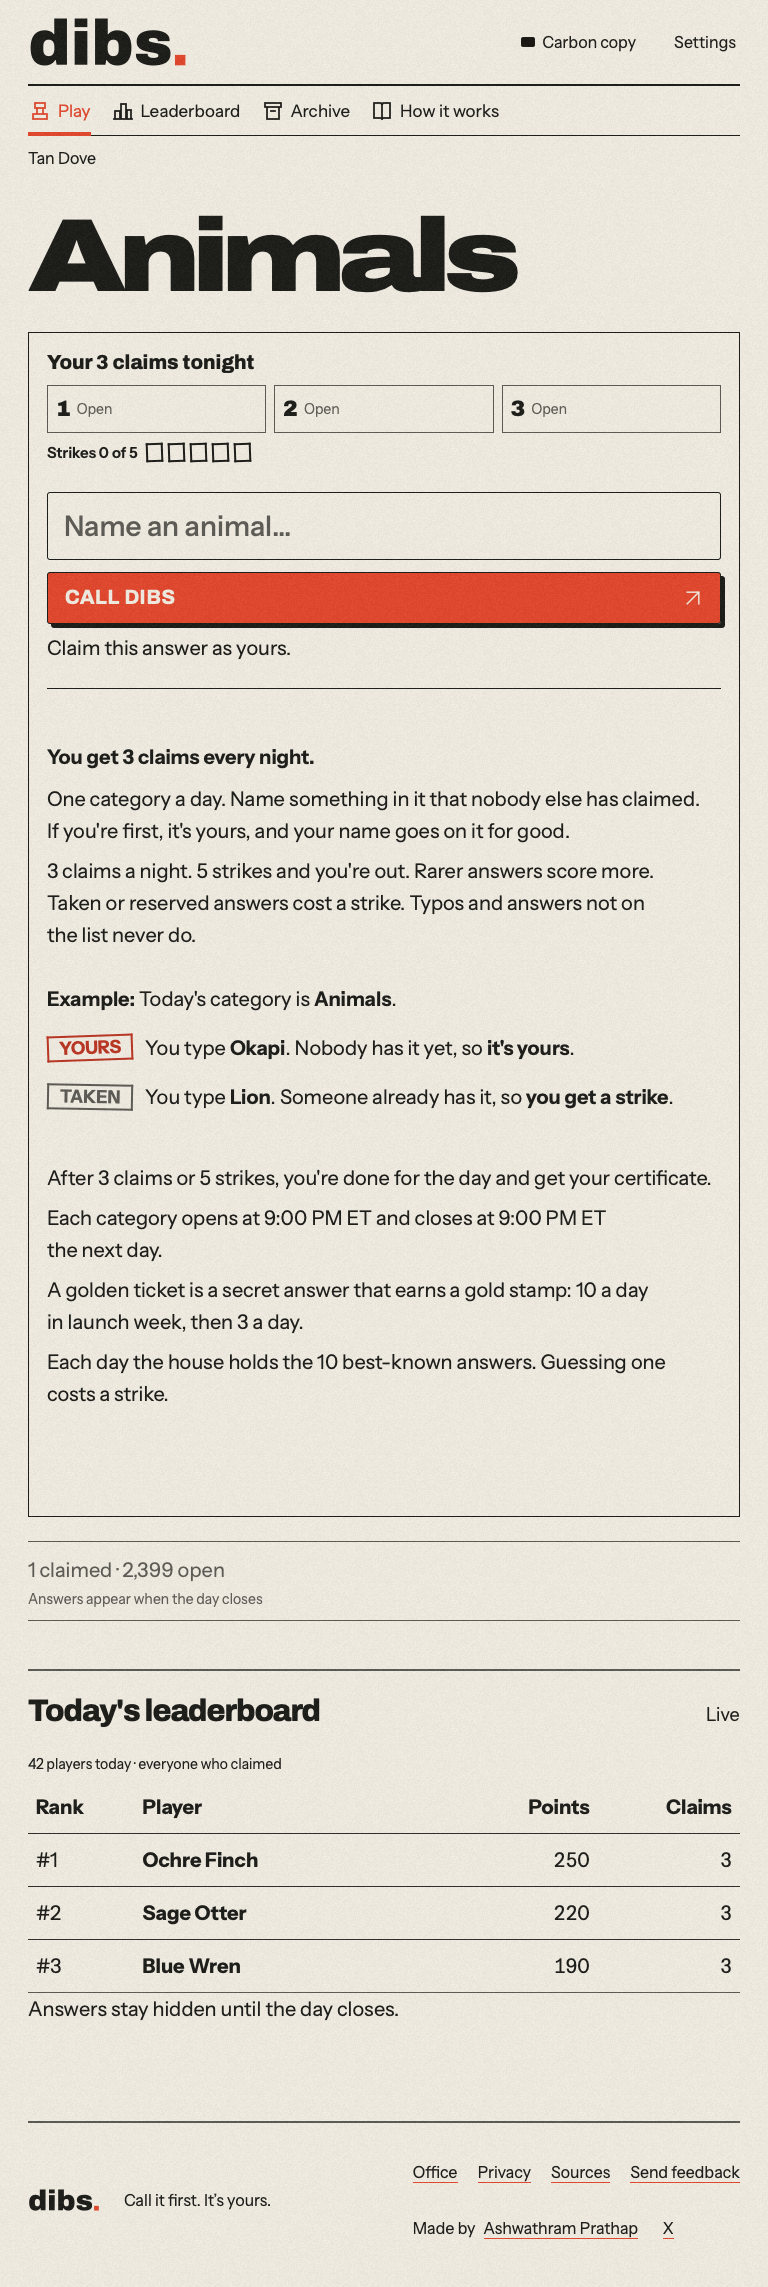 dibs.
Carbon copy Settings
Play Leaderboard Archive How it works
Tan Dove
Animals
Your 3 claims tonight
1 Open 2 Open 3 Open
Strikes 0 of 5
Name an animal...
CALL DIBS
Claim this answer as yours.
You get 3 claims every night.
One category a day. Name something in it that nobody else has claimed.
If you're first, it's yours, and your name goes on it for good.
3 claims a night. 5 strikes and you're out. Rarer answers score more.
Taken or reserved answers cost a strike. Typos and answers not on
the list never do.
Example: Today's category is Animals.
YOURS You type Okapi. Nobody has it yet, so it's yours.
TAKEN You type Lion. Someone already has it, so you get a strike.
After 3 claims or 5 strikes, you're done for the day and get your certificate.
Each category opens at 9:00 PM ET and closes at 9:00 PM ET
the next day.
A golden ticket is a secret answer that earns a gold stamp: 10 a day
in launch week, then 3 a day.
Each day the house holds the 10 best-known answers. Guessing one
costs a strike.
1 claimed · 2,399 open
Answers appear when the day closes
Today's leaderboard Live
42 players today · everyone who claimed
Rank Player Points Claims
#1 Ochre Finch 250 3
#2 Sage Otter 220 3
#3 Blue Wren 190 3
Answers stay hidden until the day closes.
Office Privacy Sources Send feedback
dibs. Call it first. It's yours.
Made by Ashwathram Prathap X